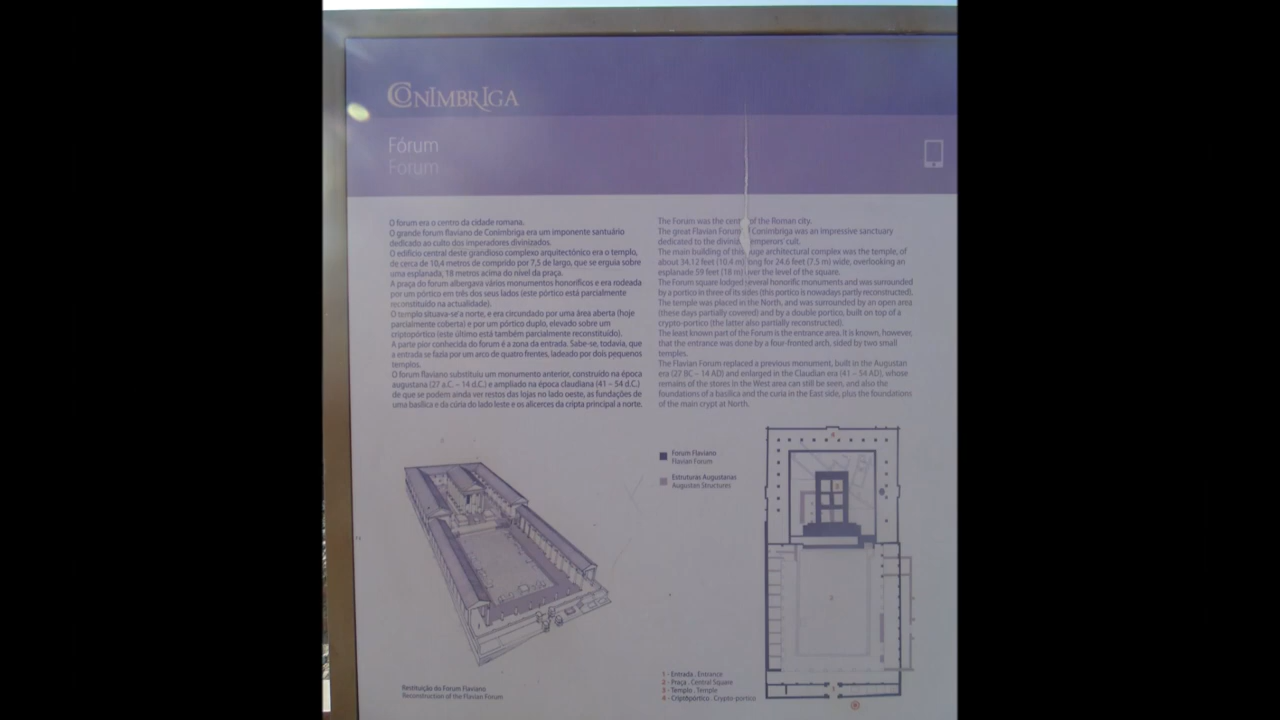 CONIMBRIGA
Fórum
Forum
O forum era o centro da cidade romana.
O grande forum flaviano de Conimbriga era um imponente santuário
dedicado ao culto dos imperadores divinizados.
O edifício central deste grandioso complexo arquitectónico era o templo,
de cerca de 10,4 metros de comprido por 7,5 de largo, que se erguia sobre
uma esplanada, 18 metros acima do nível da praça.
A praça do forum albergava vários monumentos honoríficos e era rodeada
por um pórtico em três dos seus lados (este pórtico está parcialmente
reconstituído na actualidade).
O templo situava-se a norte, e era circundado por uma área aberta (hoje
parcialmente coberta) e por um pórtico duplo, elevado sobre um
criptopórtico (este último está também parcialmente reconstituído).
A parte pior conhecida do forum é a zona da entrada. Sabe-se, todavia, que
a entrada se fazia por um arco de quatro frentes, ladeado por dois pequenos
templos.
O forum flaviano substituiu um monumento anterior, construído na época
augustana (27 a.C. – 14 d.C.) e ampliado na época claudiana (41 – 54 d.C.)
de que se podem ainda ver restos das lojas no lado oeste, as fundações de
uma basílica e da cúria do lado leste e os alicerces da cripta principal a norte.
The Forum was the cent of the Roman city.
The great Flavian Forum Conimbriga was an impressive sanctuary
dedicated to the diviniz emperors' cult.
The main building of this huge architectural complex was the temple, of
about 34,12 feet (10.4 m) long for 24,6 feet (7.5 m) wide, overlooking an
esplanade 59 feet (18 m) over the level of the square.
The Forum square lodged several honorific monuments and was surrounded
by a portico in three of its sides (this portico is nowadays partly reconstructed).
The temple was placed in the North, and was surrounded by an open area
(these days partially covered) and by a double portico, built on top of a
crypto-portico (the latter also partially reconstructed).
The least known part of the Forum is the entrance area. It is known, however,
that the entrance was done by a four-fronted arch, sided by two small
temples.
The Flavian Forum replaced a previous monument, built in the Augustan
era (27 BC – 14 AD) and enlarged in the Claudian era (41 – 54 AD), whose
remains of the stores in the West area can still be seen, and also the
foundations of a basilica and the curia in the East side, plus the foundations
of the main crypt at North.
Forum Flaviano
Flavian Forum
Estruturas Augustanas
Augustan Structures
Restituição do Forum Flaviano
Reconstruction of the Flavian Forum
1 - Entrada . Entrance
2 - Praça . Central Square
3 - Templo . Temple
4 - Criptopórtico . Crypto-portico